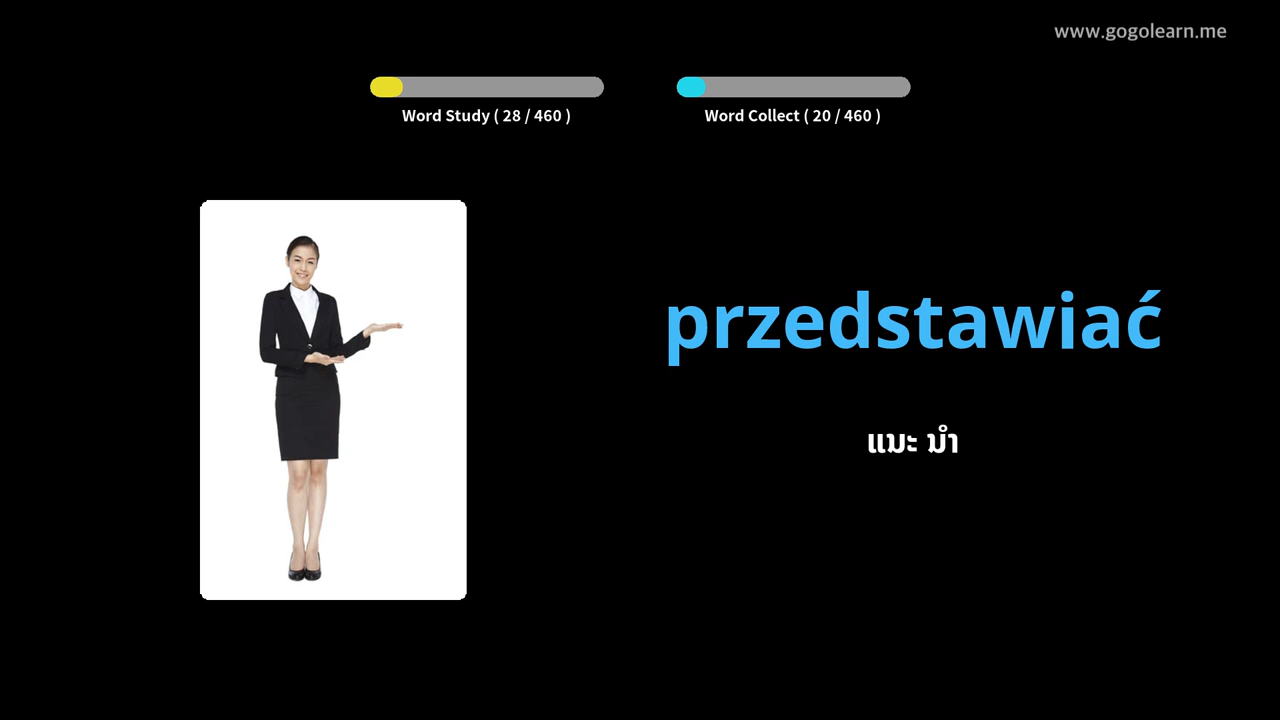 www.gogolearn.me
Word Study ( 28 / 460 )
Word Collect ( 20 / 460 )
przedstawiać
ແນະ ນໍາ